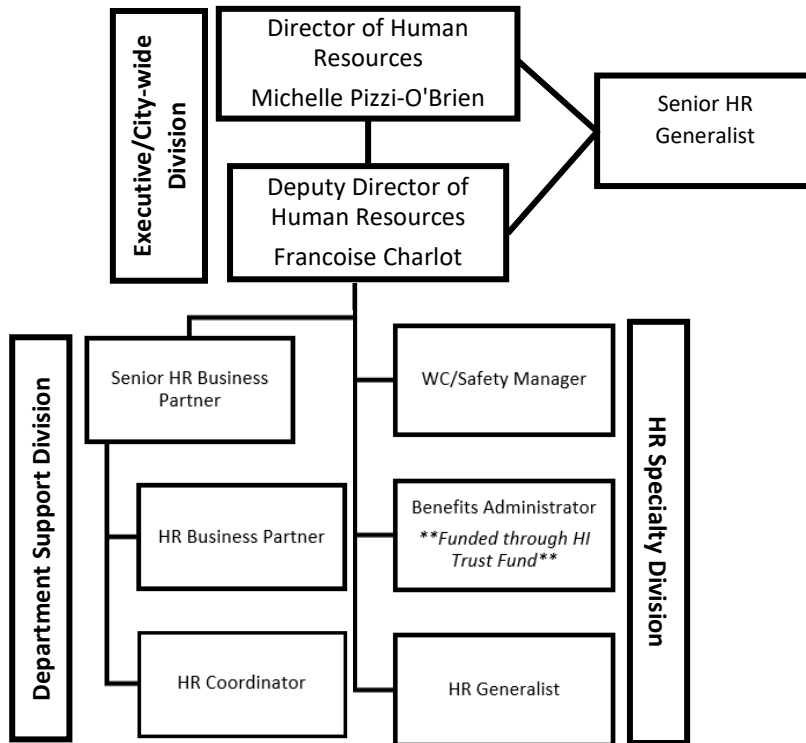 Executive/City-wide
Division
Director of Human
Resources
Michelle Pizzi-O'Brien
Senior HR
Generalist
Deputy Director of
Human Resources
Francoise Charlot
Department Support Division
Senior HR Business
Partner
HR Business Partner
HR Coordinator
WC/Safety Manager
Benefits Administrator
**Funded through HI
Trust Fund**
HR Generalist
HR Specialty Division